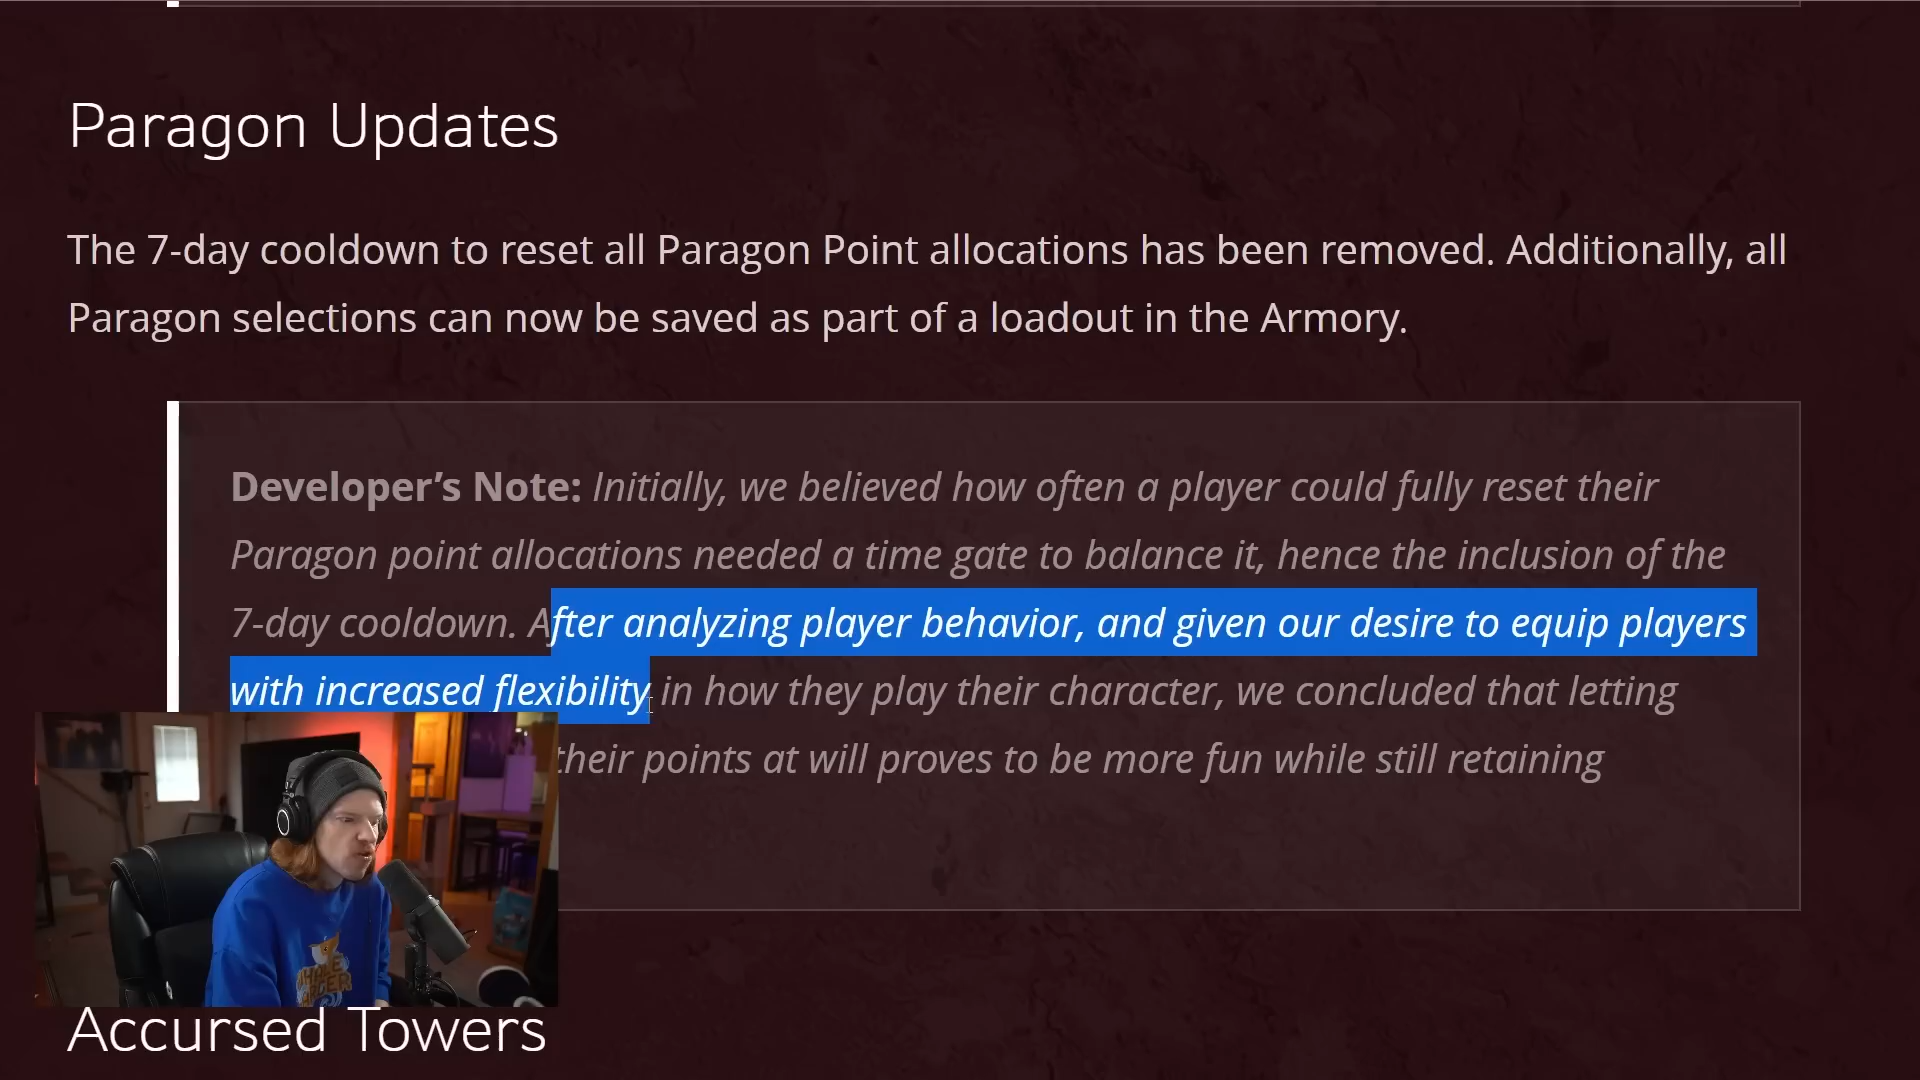 Paragon Updates
The 7-day cooldown to reset all Paragon Point allocations has been removed. Additionally, all
Paragon selections can now be saved as part of a loadout in the Armory.
Developer’s Note: Initially, we believed how often a player could fully reset their
Paragon point allocations needed a time gate to balance it, hence the inclusion of the
7-day cooldown. After analyzing player behavior, and given our desire to equip players
with increased flexibility in how they play their character, we concluded that letting
their points at will proves to be more fun while still retaining
Accursed Towers